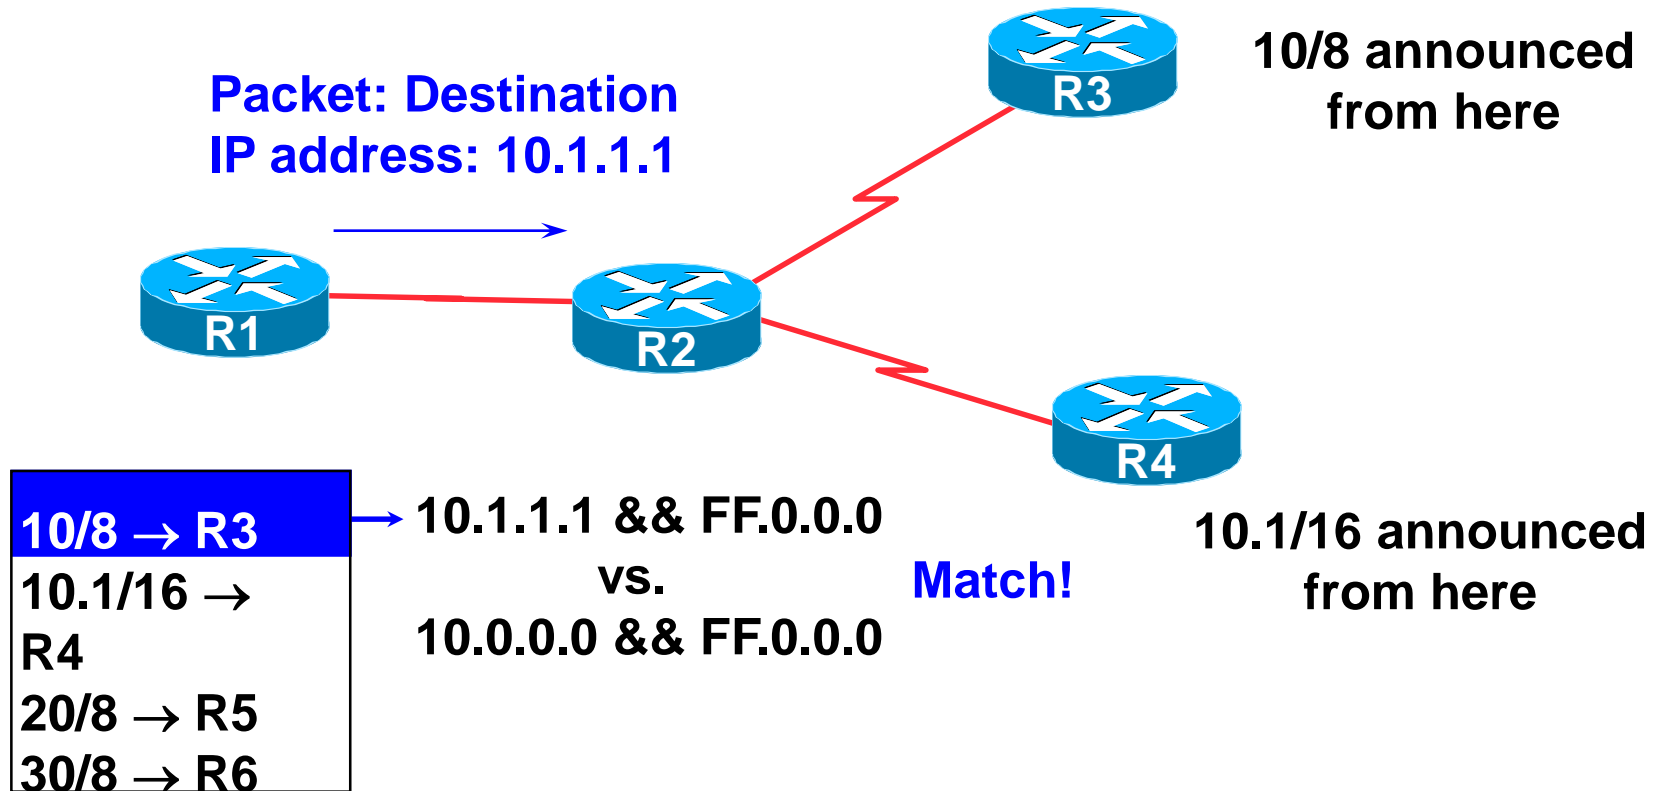 Packet: Destination
IP address: 10.1.1.1
R3
10/8 announced
from here
R1
R2
R4
10.1/16 announced
from here
10/8 → R3
10.1/16 →
R4
20/8 → R5
30/8 → R6
10.1.1.1 && FF.0.0.0
vs.
10.0.0.0 && FF.0.0.0
Match!